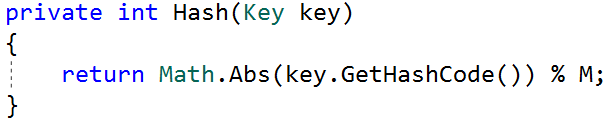 private int Hash(Key key)
{
    return Math.Abs(key.GetHashCode()) % M;
}